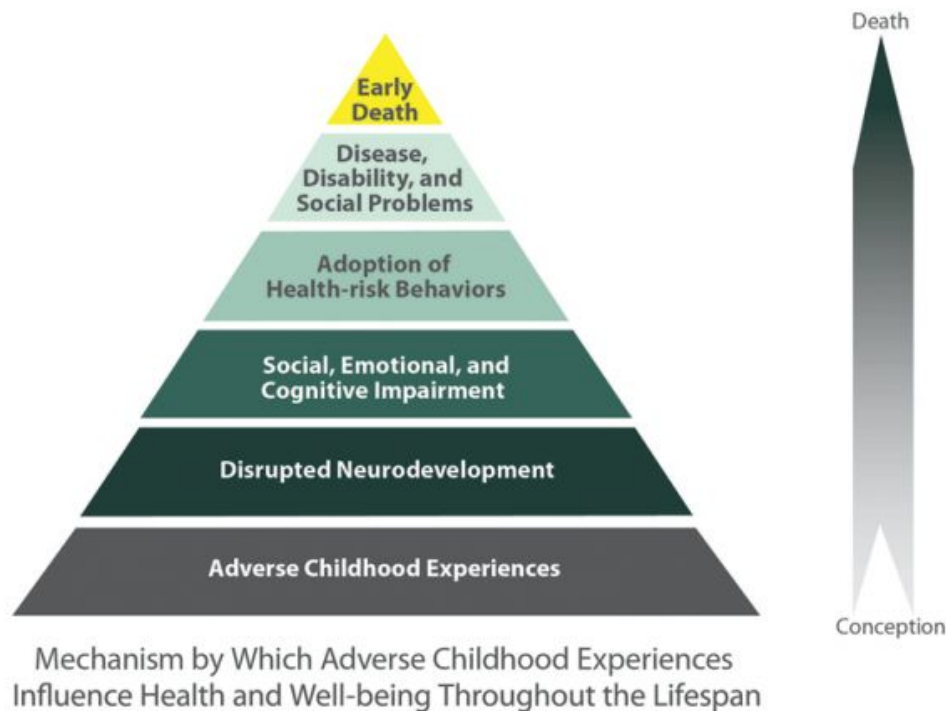 Death
Early
Death
Disease,
Disability, and
Social Problems
Adoption of
Health-risk Behaviors
Social, Emotional, and
Cognitive Impairment
Disrupted Neurodevelopment
Adverse Childhood Experiences
Conception
Mechanism by Which Adverse Childhood Experiences
Influence Health and Well-being Throughout the Lifespan